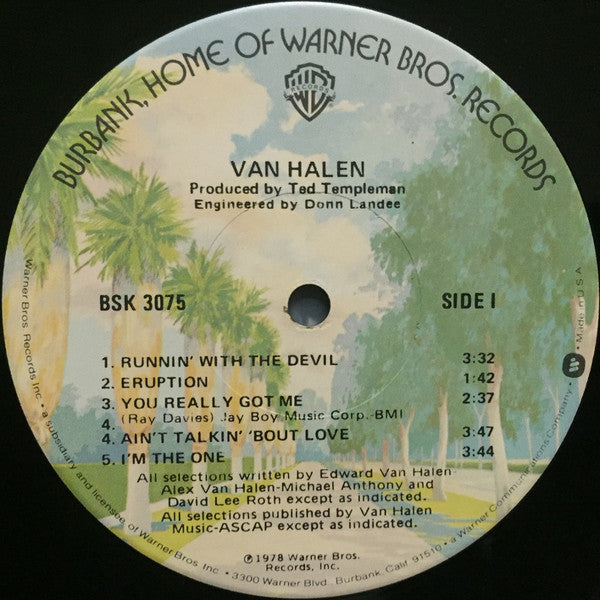 BURBANK, HOME OF WARNER BROS. RECORDS
WB
RECORDS
VAN HALEN
Produced by Ted Templeman
Engineered by Donn Landee
BSK 3075
SIDE I
1. RUNNIN' WITH THE DEVIL 3:32
2. ERUPTION 1:42
3. YOU REALLY GOT ME 2:37
4. (Ray Davies) Jay Boy Music Corp.-BMI
4. AIN'T TALKIN' 'BOUT LOVE 3:47
5. I'M THE ONE 3:44
All selections written by Edward Van Halen-
Alex Van Halen-Michael Anthony and
David Lee Roth except as indicated.
All selections published by Van Halen
Music-ASCAP except as indicated.
℗1978 Warner Bros.
Records, Inc.
Warner Bros. Records Inc. • a subsidiary and licensee of Warner Bros. Inc. • 3300 Warner Blvd., Burbank, Calif. 91510 • a Warner Communications Company • • Made in U.S.A.